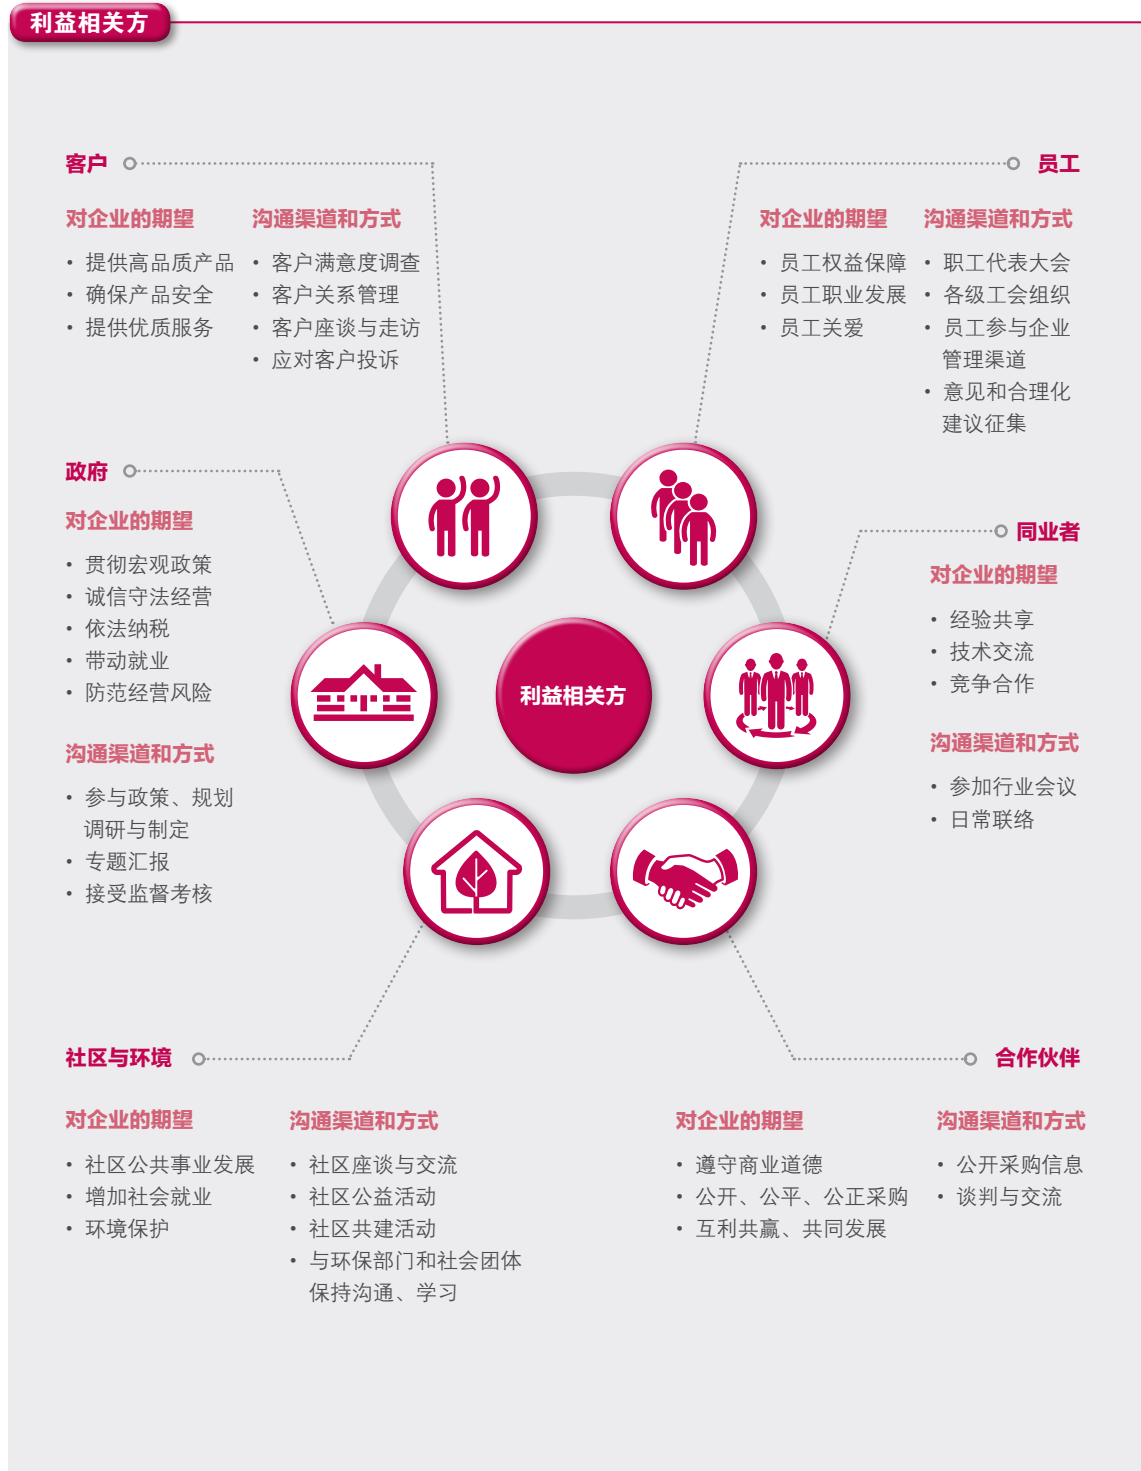 利益相关方
客户
对企业的期望
• 提供高品质产品
• 确保产品安全
• 提供优质服务
沟通渠道和方式
• 客户满意度调查
• 客户关系管理
• 客户座谈与走访
• 应对客户投诉
员工
对企业的期望
• 员工权益保障
• 员工职业发展
• 员工关爱
沟通渠道和方式
• 职工代表大会
• 各级工会组织
• 员工参与企业
管理渠道
• 意见和合理化
建议征集
政府
对企业的期望
• 贯彻宏观政策
• 诚信守法经营
• 依法纳税
• 带动就业
• 防范经营风险
沟通渠道和方式
• 参与政策、规划
调研与制定
• 专题汇报
• 接受监督考核
利益相关方
同业者
对企业的期望
• 经验共享
• 技术交流
• 竞争合作
沟通渠道和方式
• 参加行业会议
• 日常联络
社区与环境
对企业的期望
• 社区公共事业发展
• 增加社会就业
• 环境保护
沟通渠道和方式
• 社区座谈与交流
• 社区公益活动
• 社区共建活动
• 与环保部门和社会团体
保持沟通、学习
合作伙伴
对企业的期望
• 遵守商业道德
• 公开、公平、公正采购
• 互利共赢、共同发展
沟通渠道和方式
• 公开采购信息
• 谈判与交流